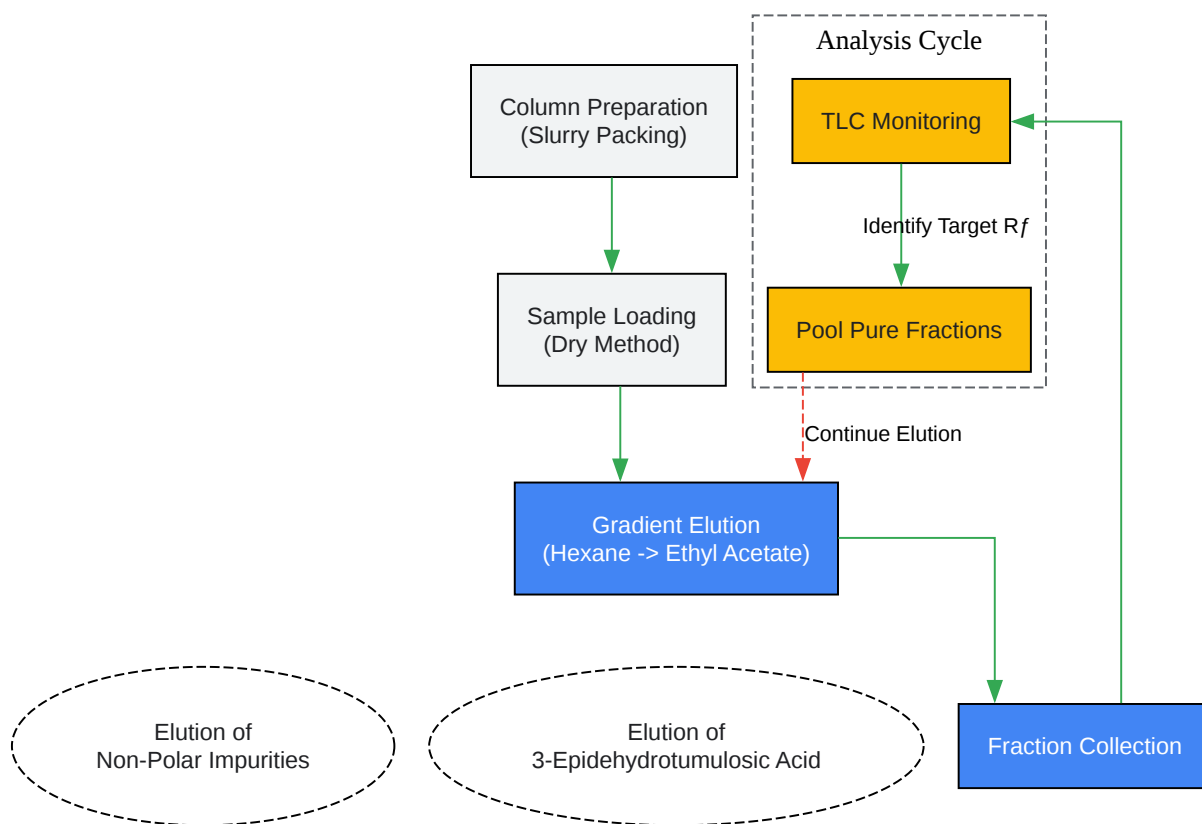 Analysis Cycle
Column Preparation
(Slurry Packing)
TLC Monitoring
Identify Target Rƒ
Sample Loading
(Dry Method)
Pool Pure Fractions
Continue Elution
Gradient Elution
(Hexane -> Ethyl Acetate)
Elution of
Non-Polar Impurities
Elution of
3-Epidehydrotumulosic Acid
Fraction Collection